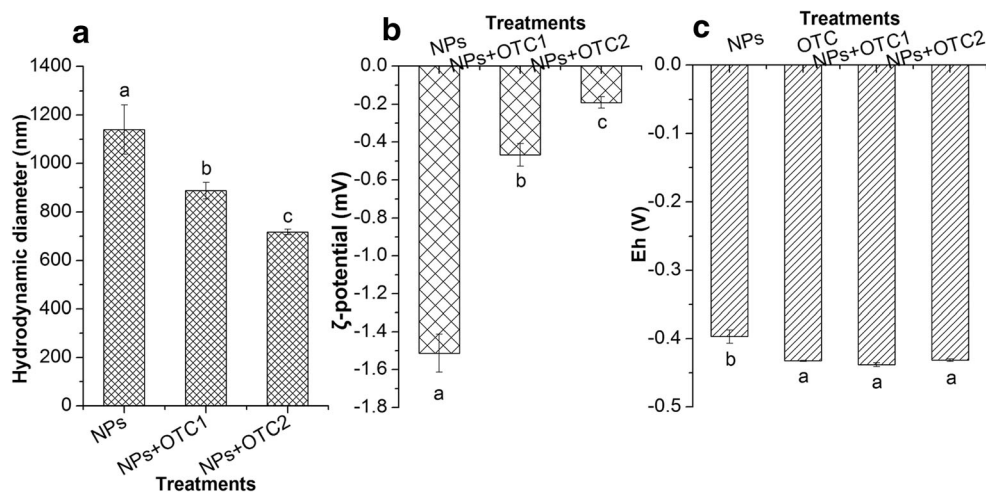 a
Hydrodynamic diameter (nm)
1400
1200
1000
800
600
400
200
0
a
b
c
NPs
NPs+OTC1
NPs+OTC2
Treatments
b
Treatments
NPs
NPs+OTC1
NPs+OTC2
ζ-potential (mV)
0.0
-0.2
-0.4
-0.6
-0.8
-1.0
-1.2
-1.4
-1.6
-1.8
a
b
c
c
Treatments
NPs
OTC
NPs+OTC1
NPs+OTC2
Eh (V)
0.0
-0.1
-0.2
-0.3
-0.4
-0.5
b
a
a
a